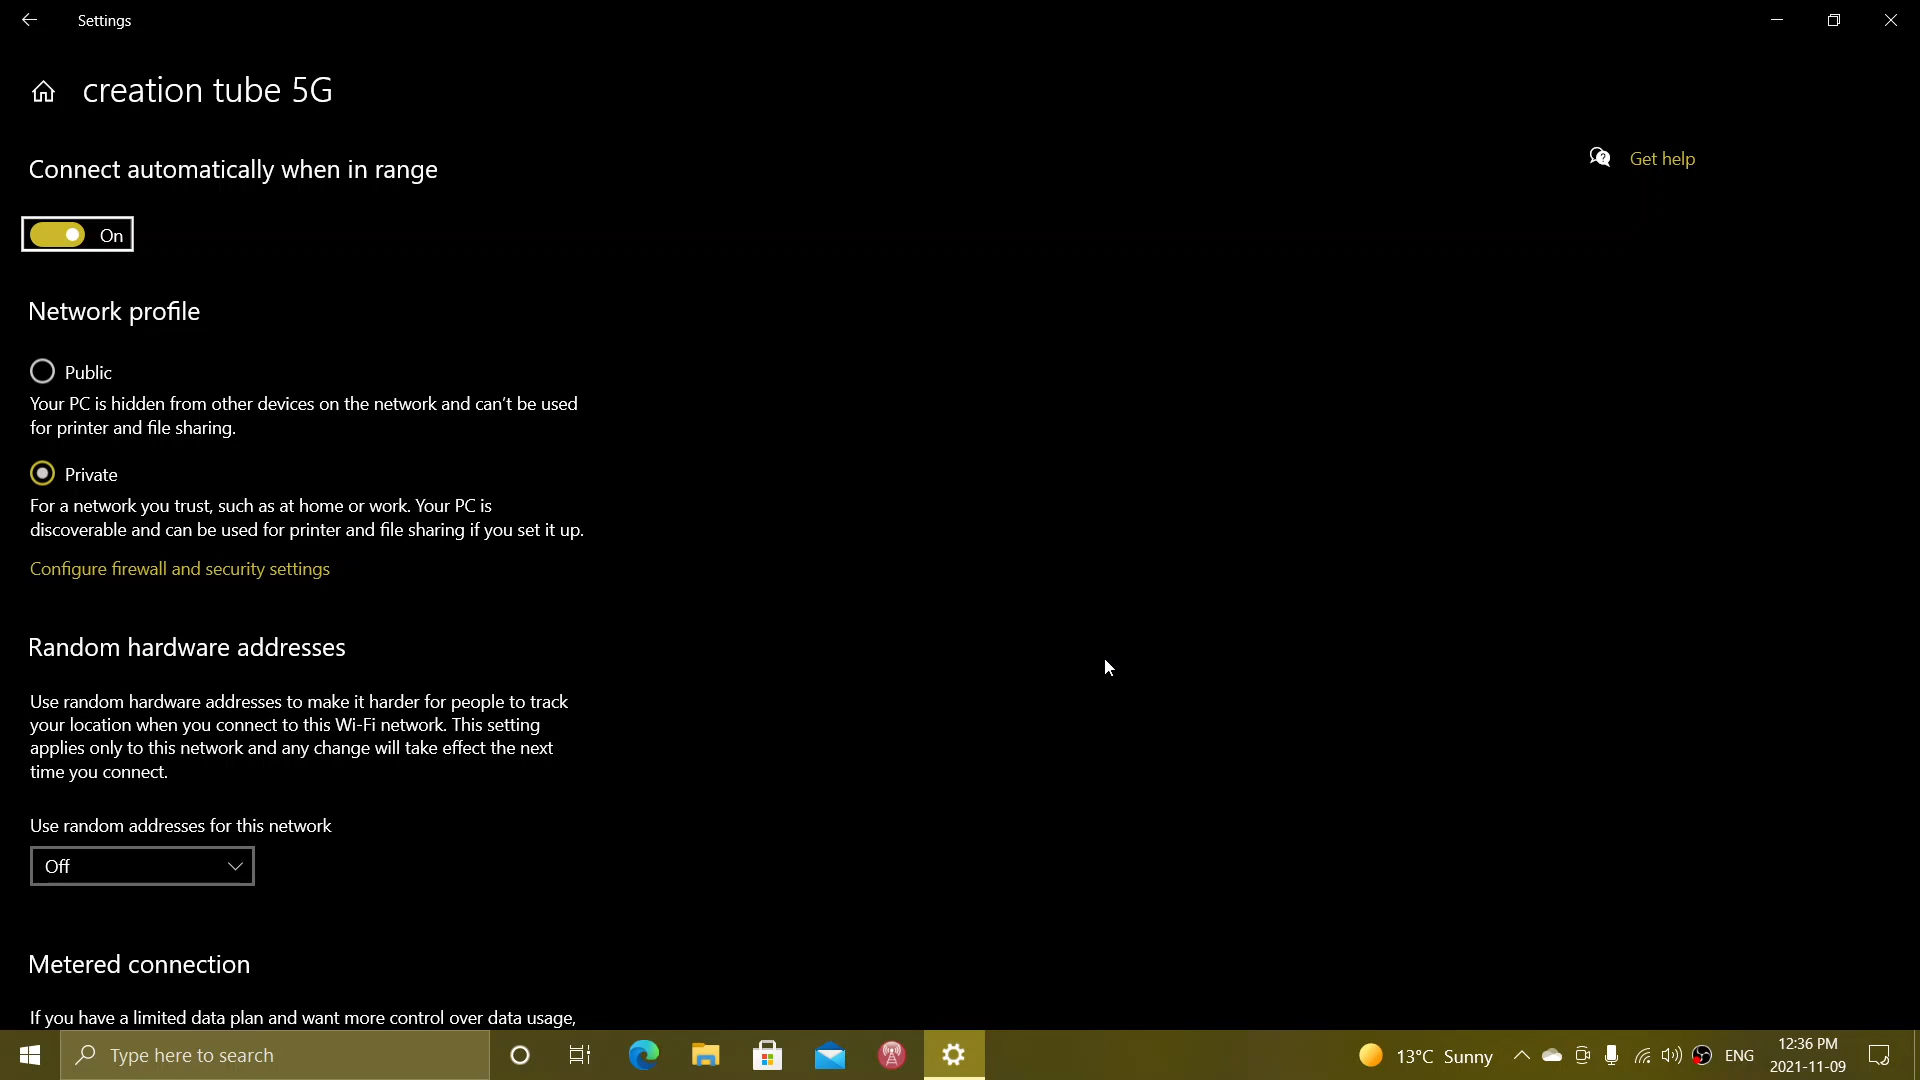 Settings
creation tube 5G
Connect automatically when in range
Get help
On
Network profile
Public
Your PC is hidden from other devices on the network and can't be used
for printer and file sharing.
Private
For a network you trust, such as at home or work. Your PC is
discoverable and can be used for printer and file sharing if you set it up.
Configure firewall and security settings
Random hardware addresses
Use random hardware addresses to make it harder for people to track
your location when you connect to this Wi-Fi network. This setting
applies only to this network and any change will take effect the next
time you connect.
Use random addresses for this network
Off
Metered connection
If you have a limited data plan and want more control over data usage,
Type here to search
13°C Sunny
ENG
12:36 PM
2021-11-09